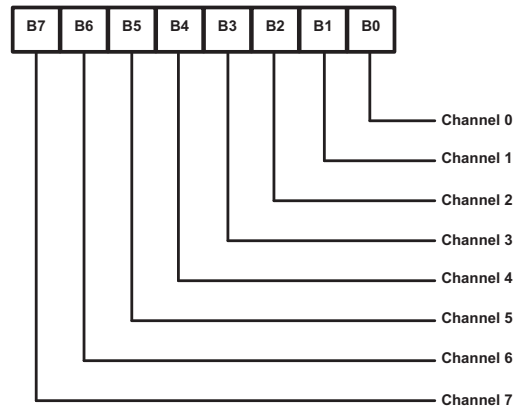 B7 B6 B5 B4 B3 B2 B1 B0
Channel 0
Channel 1
Channel 2
Channel 3
Channel 4
Channel 5
Channel 6
Channel 7